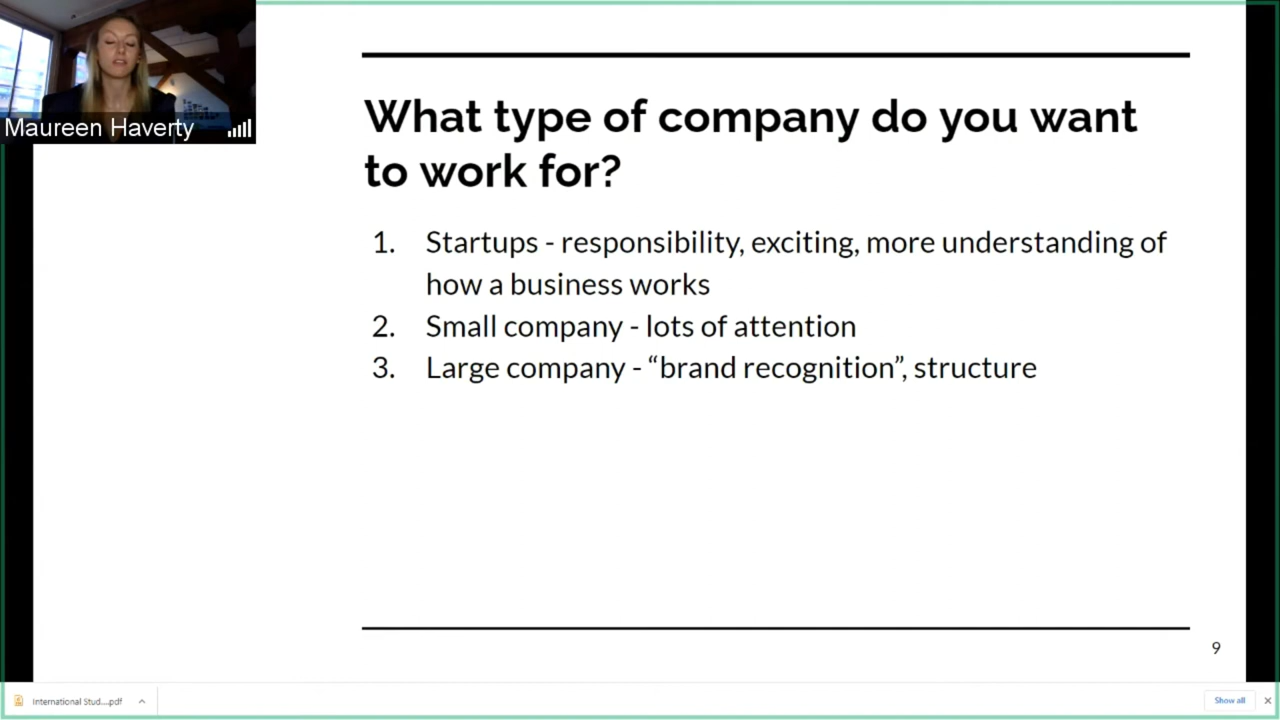 Maureen Haverty
What type of company do you want
to work for?
1. Startups - responsibility, exciting, more understanding of
how a business works
2. Small company - lots of attention
3. Large company - “brand recognition”, structure
9
International Stud....pdf
Show all